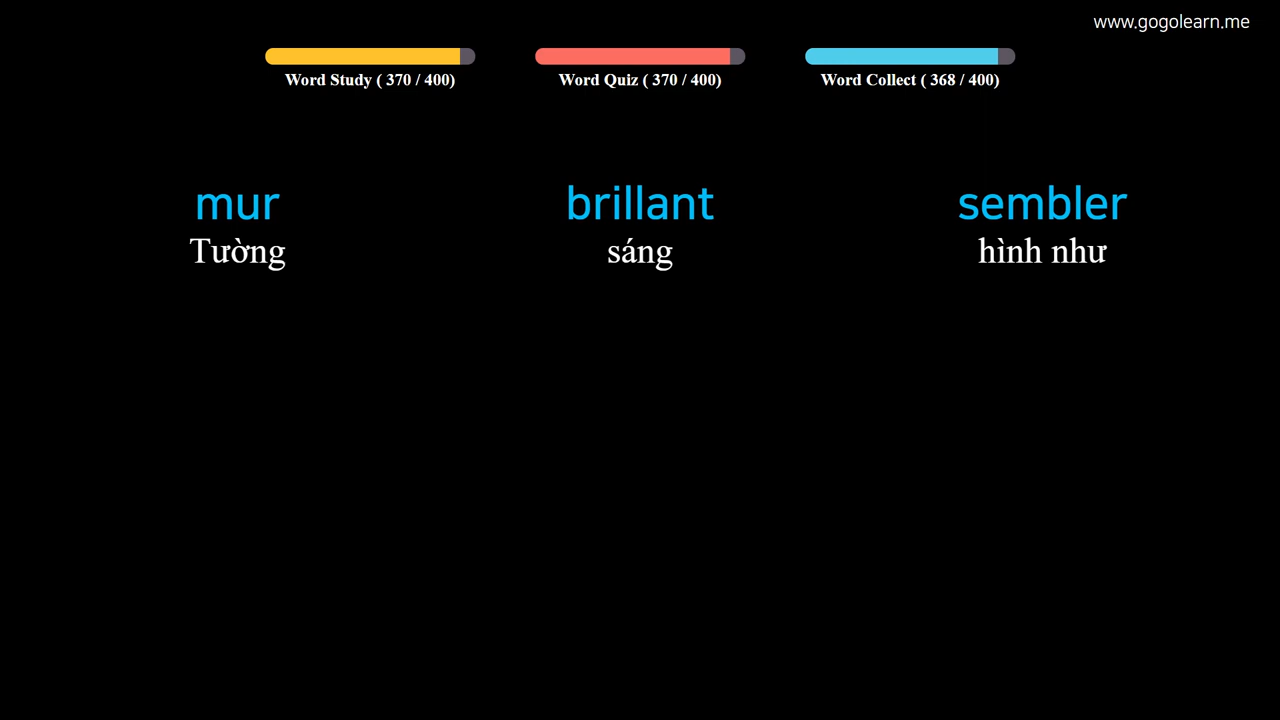 www.gogolearn.me
Word Study ( 370 / 400)
Word Quiz ( 370 / 400)
Word Collect ( 368 / 400)
mur
Tường
brillant
sáng
sembler
hình như